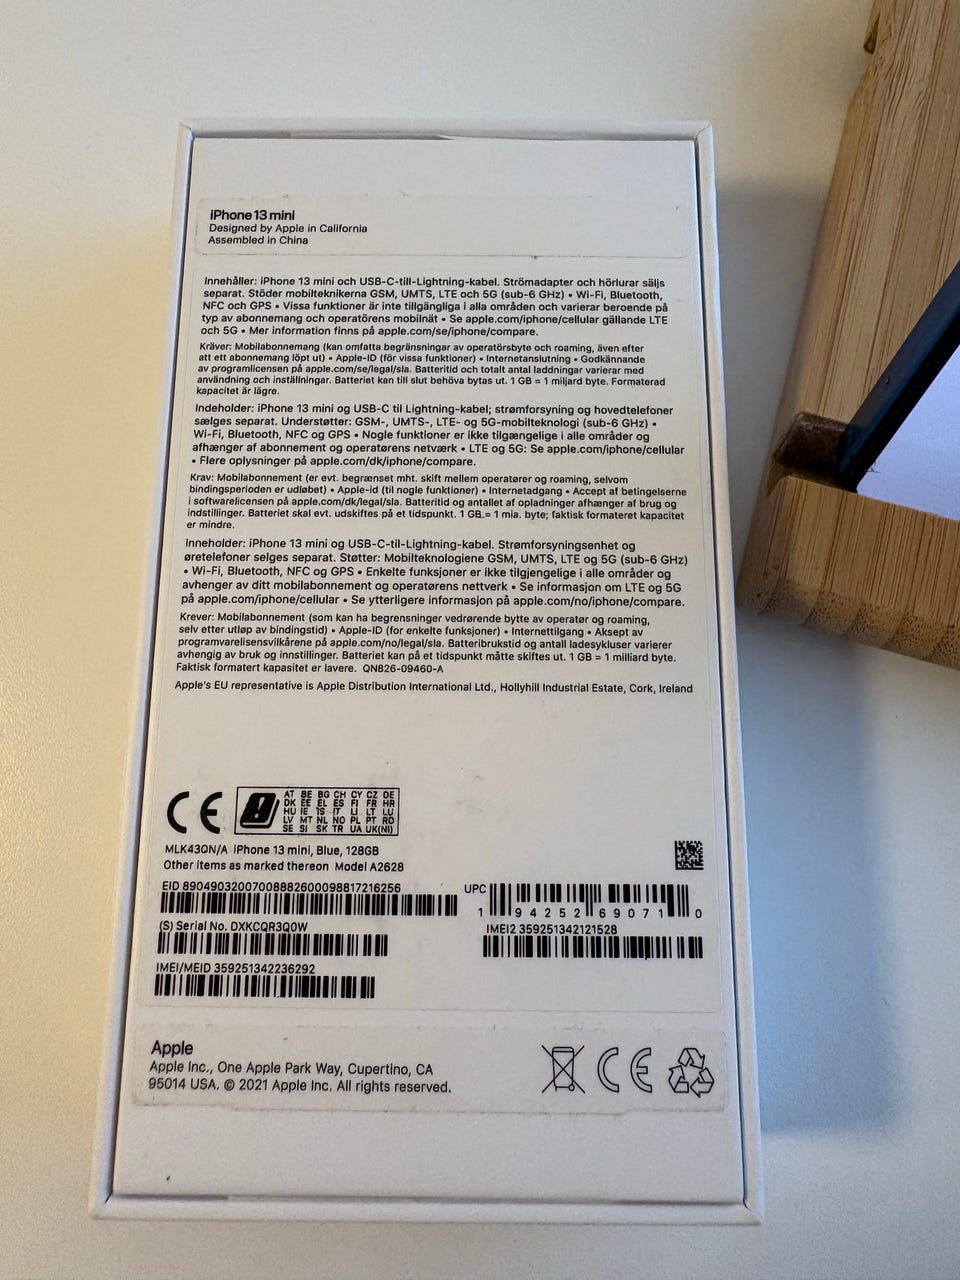 iPhone 13 mini
Designed by Apple in California
Assembled in China
Innehåller: iPhone 13 mini och USB-C-till-Lightning-kabel. Strömadapter och hörlurar säljs
separat. Stöder mobilteknikerna GSM, UMTS, LTE och 5G (sub-6 GHz) • Wi-Fi, Bluetooth,
NFC och GPS • Vissa funktioner är inte tillgängliga i alla områden och varierar beroende på
typ av abonnemang och operatörens mobilnät • Se apple.com/iphone/cellular gällande LTE
och 5G • Mer information finns på apple.com/se/iphone/compare.
Kräver: Mobilabonnemang (kan omfatta begränsningar av operatörsbyte och roaming, även efter
att ett abonnemang löpt ut) • Apple-ID (för vissa funktioner) • Internetanslutning • Godkännande
av programlicensen på apple.com/se/legal/sla. Batteritid och totalt antal laddningar varierar med
användning och inställningar. Batteriet kan till slut behöva bytas ut. 1 GB = 1 miljard byte. Formaterad
kapacitet är lägre.
Indeholder: iPhone 13 mini og USB-C til Lightning-kabel; strømforsyning og hovedtelefoner
sælges separat. Understøtter: GSM-, UMTS-, LTE- og 5G-mobilteknologi (sub-6 GHz) •
Wi-Fi, Bluetooth, NFC og GPS • Nogle funktioner er ikke tilgængelige i alle områder og
afhænger af abonnement og operatørens netværk • LTE og 5G: Se apple.com/iphone/cellular
• Flere oplysninger på apple.com/dk/iphone/compare.
Krav: Mobilabonnement (er evt. begrænset mht. skift mellem operatører og roaming, selvom
bindingsperioden er udløbet) • Apple-id (til nogle funktioner) • Internetadgang • Accept af betingelserne
i softwarelicensen på apple.com/dk/legal/sla. Batteritid og antallet af opladninger afhænger af brug og
indstillinger. Batteriet skal evt. udskiftes på et tidspunkt. 1 GB = 1 mia. byte; faktisk formateret kapacitet
er mindre.
Inneholder: iPhone 13 mini og USB-C-til-Lightning-kabel. Strømforsyningsenhet og
øretelefoner selges separat. Støtter: Mobilteknologiene GSM, UMTS, LTE og 5G (sub-6 GHz)
• Wi-Fi, Bluetooth, NFC og GPS • Enkelte funksjoner er ikke tilgjengelige i alle områder og
avhenger av ditt mobilabonnement og operatørens nettverk • Se informasjon om LTE og 5G
på apple.com/iphone/cellular • Se ytterligere informasjon på apple.com/no/iphone/compare.
Krever: Mobilabonnement (som kan ha begrensninger vedrørende bytte av operatør og roaming,
selv etter utløp av bindingstid) • Apple-ID (for enkelte funksjoner) • Internettilgang • Aksept av
programvarelisensvilkårene på apple.com/no/legal/sla. Batteribrukstid og antall ladesykluser varierer
avhengig av bruk og innstillinger. Batteriet kan på et tidspunkt måtte skiftes ut. 1 GB = 1 milliard byte.
Faktisk formatert kapasitet er lavere. QN826-09460-A
Apple's EU representative is Apple Distribution International Ltd., Hollyhill Industrial Estate, Cork, Ireland
CE
AT BE BG CH CY CZ DE
DK EE EL ES FI FR HR
HU IE IS IT LI LT LU
LV MT NL NO PL PT RO
SE SI SK TR UA UK(NI)
MLK43QN/A iPhone 13 mini, Blue, 128GB
Other items as marked thereon Model A2628
EID 89049032007008882600098817216256
UPC
1 94252 69071 0
(S) Serial No. DXKCQR3Q0W
IMEI2 359251342121528
IMEI/MEID 359251342236292
Apple
Apple Inc., One Apple Park Way, Cupertino, CA
95014 USA. © 2021 Apple Inc. All rights reserved.
CE